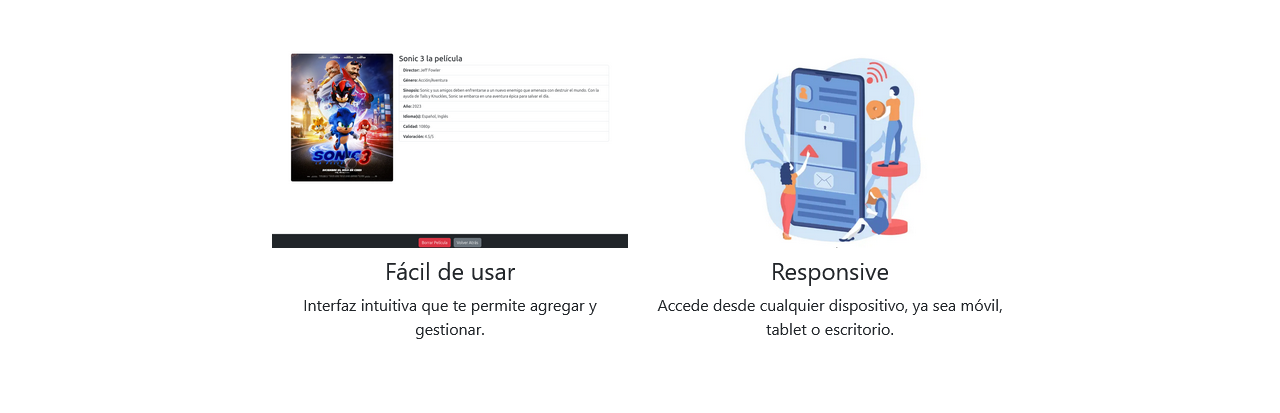 Sonic 3 la película
Director: Jeff Fowler
Género: Acción/Aventura
Sinopsis: Sonic y sus amigos deben enfrentarse a un nuevo enemigo que amenaza con destruir el mundo. Con la
ayuda de Tails y Knuckles, Sonic se embarca en una aventura épica para salvar el día.
Año: 2023
Idioma(s): Español, Inglés
Calidad: 1080p
Valoración: 4.5/5
SONIC 3
Borrar Película
Volver Atrás
Fácil de usar
Interfaz intuitiva que te permite agregar y
gestionar.
Responsive
Accede desde cualquier dispositivo, ya sea móvil,
tablet o escritorio.